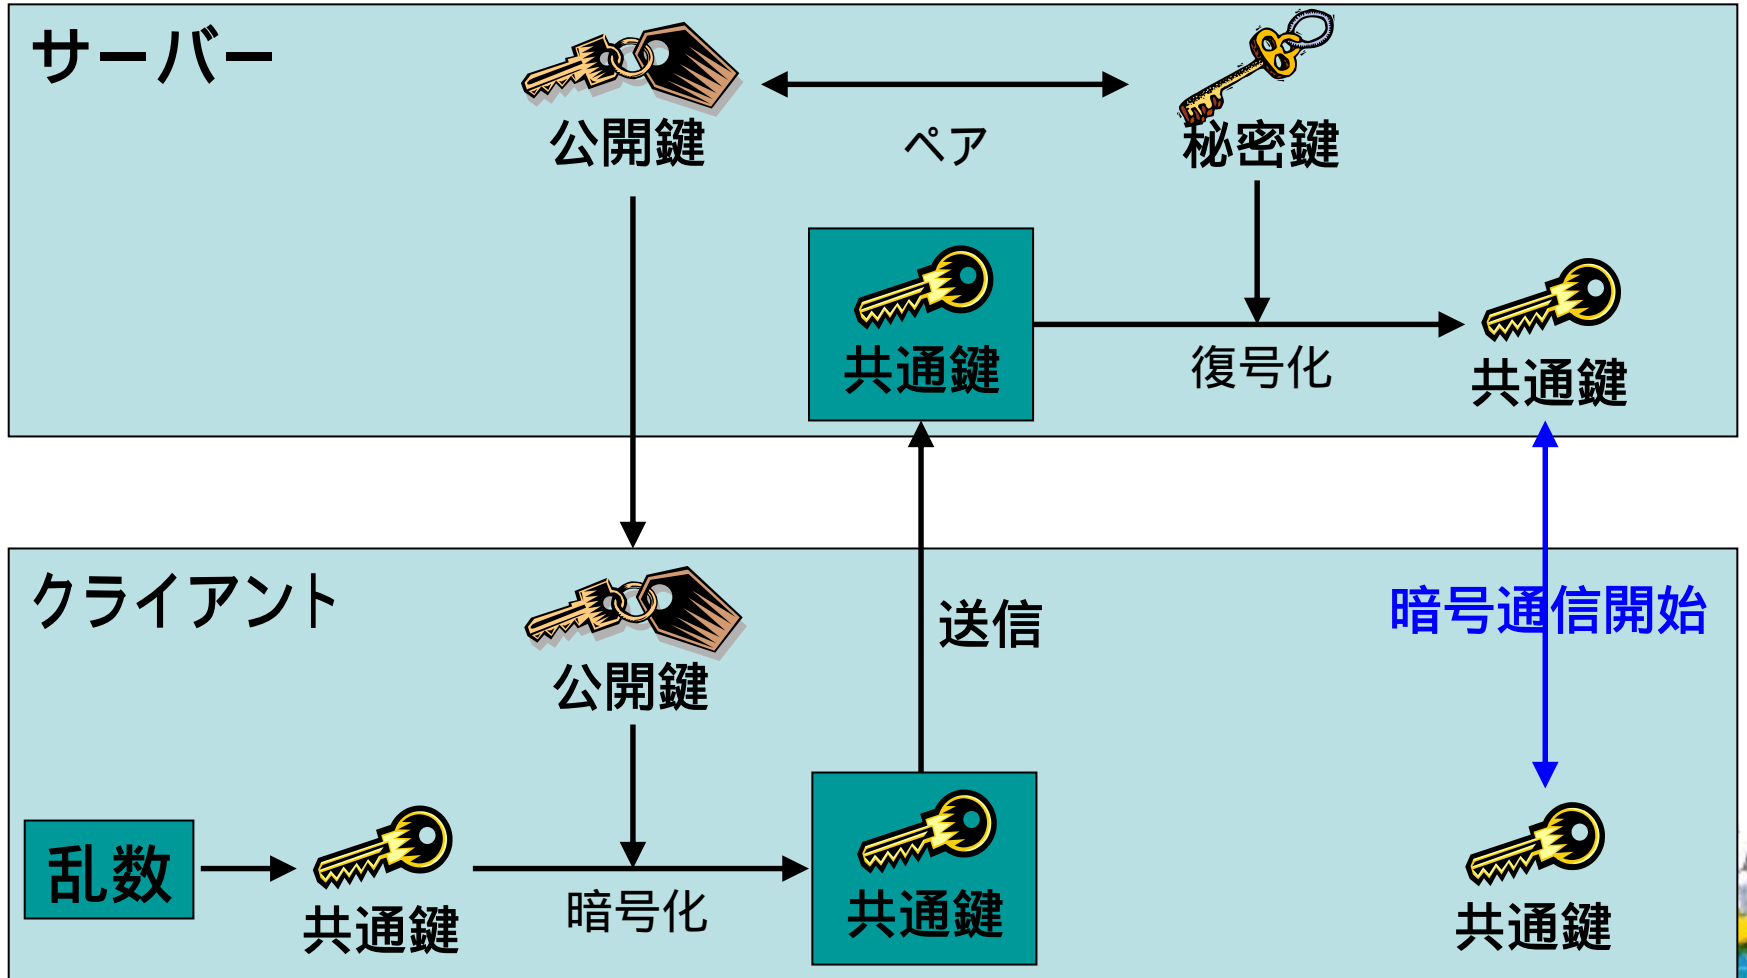 サーバー
公開鍵
ペア
秘密鍵
共通鍵
復号化
共通鍵
クライアント
公開鍵
送信
暗号通信開始
乱数
共通鍵
暗号化
共通鍵
共通鍵